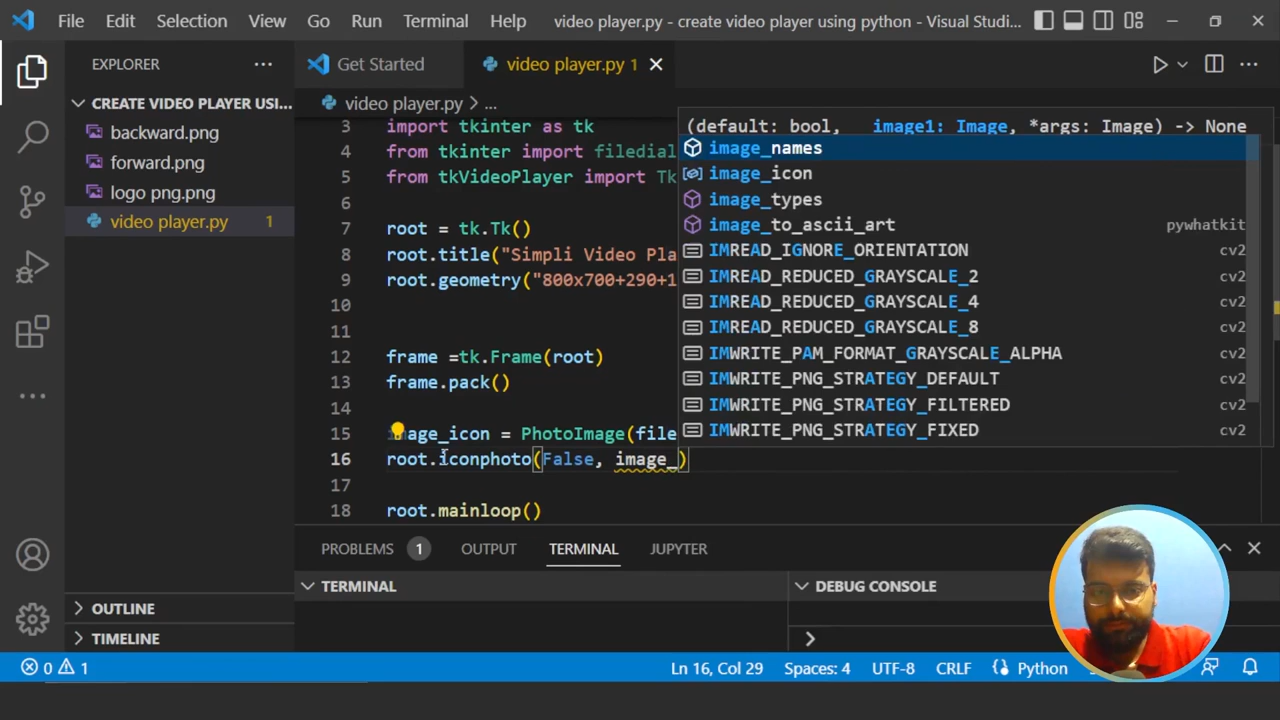 File Edit Selection View Go Run Terminal Help video player.py - create video player using python - Visual Studi...
EXPLORER
CREATE VIDEO PLAYER USI...
backward.png
forward.png
logo png.png
video player.py 1
OUTLINE
TIMELINE
Get Started video player.py 1
video player.py > ...
3 import tkinter as tk
4 from tkinter import filedial
5 from tkVideoPlayer import Tk
6
7 root = tk.Tk()
8 root.title("Simpli Video Pla
9 root.geometry("800x700+290+1
10
11
12 frame =tk.Frame(root)
13 frame.pack()
14
15 image_icon = PhotoImage(file
16 root.iconphoto(False, image_)
17
18 root.mainloop()
(default: bool, image1: Image, *args: Image) -> None
image_names
image_icon
image_types
image_to_ascii_art pywhatkit
IMREAD_IGNORE_ORIENTATION cv2
IMREAD_REDUCED_GRAYSCALE_2 cv2
IMREAD_REDUCED_GRAYSCALE_4 cv2
IMREAD_REDUCED_GRAYSCALE_8 cv2
IMWRITE_PAM_FORMAT_GRAYSCALE_ALPHA cv2
IMWRITE_PNG_STRATEGY_DEFAULT cv2
IMWRITE_PNG_STRATEGY_FILTERED cv2
IMWRITE_PNG_STRATEGY_FIXED cv2
PROBLEMS 1 OUTPUT TERMINAL JUPYTER
TERMINAL
DEBUG CONSOLE
0 1 Ln 16, Col 29 Spaces: 4 UTF-8 CRLF Python